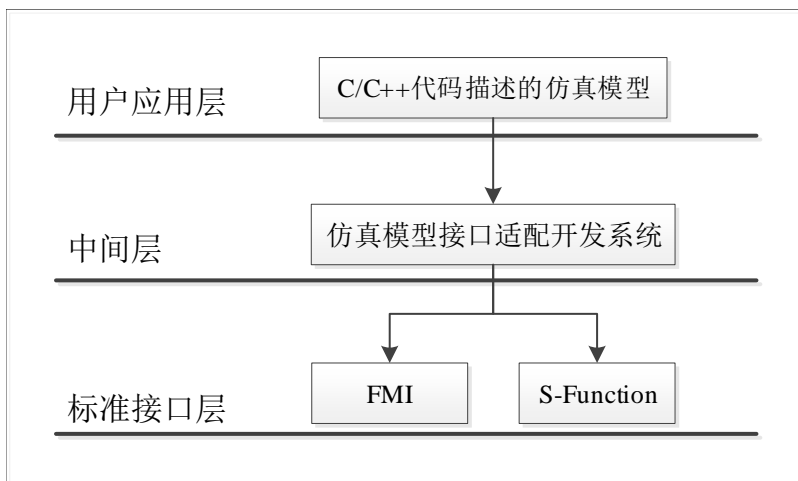 用户应用层
C/C++代码描述的仿真模型
中间层
仿真模型接口适配开发系统
标准接口层
FMI
S-Function